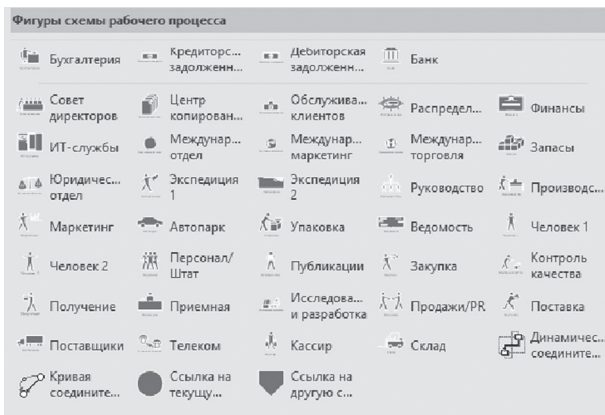 Фигуры схемы рабочего процесса
Бухгалтерия Кредиторс... Дебиторская Банк
задолженн... задолженн...
Совет Центр Обслужива... Распредел... Финансы
директоров копирован... клиентов
ИТ-службы Междунар... Междунар... Междунар... Запасы
отдел маркетинг торговля
Юридичес... Экспедиция Экспедиция Руководство Производс...
отдел 1 2
Маркетинг Автопарк Упаковка Ведомость Человек 1
Человек 2 Персонал/ Публикации Закупка Контроль
Штат качества
Получение Приемная Исследова... Продажи/PR Поставка
и разработка
Поставщики Телеком Кассир Склад Динамичес...
соедините...
Кривая Ссылка на Ссылка на
соедините... текущу... другую с...